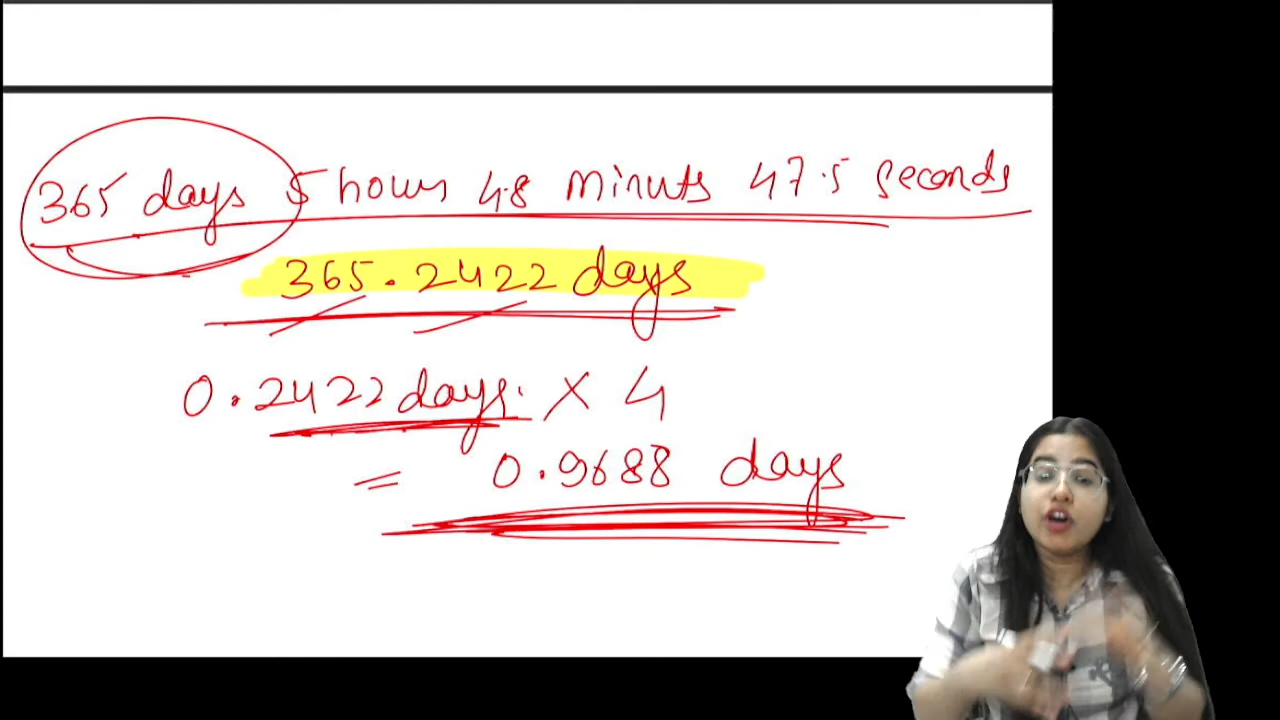 365 days 5 hours 48 minuts 47.5 seconds
365.2422 days
0.2422 days. × 4
= 0.9688 days